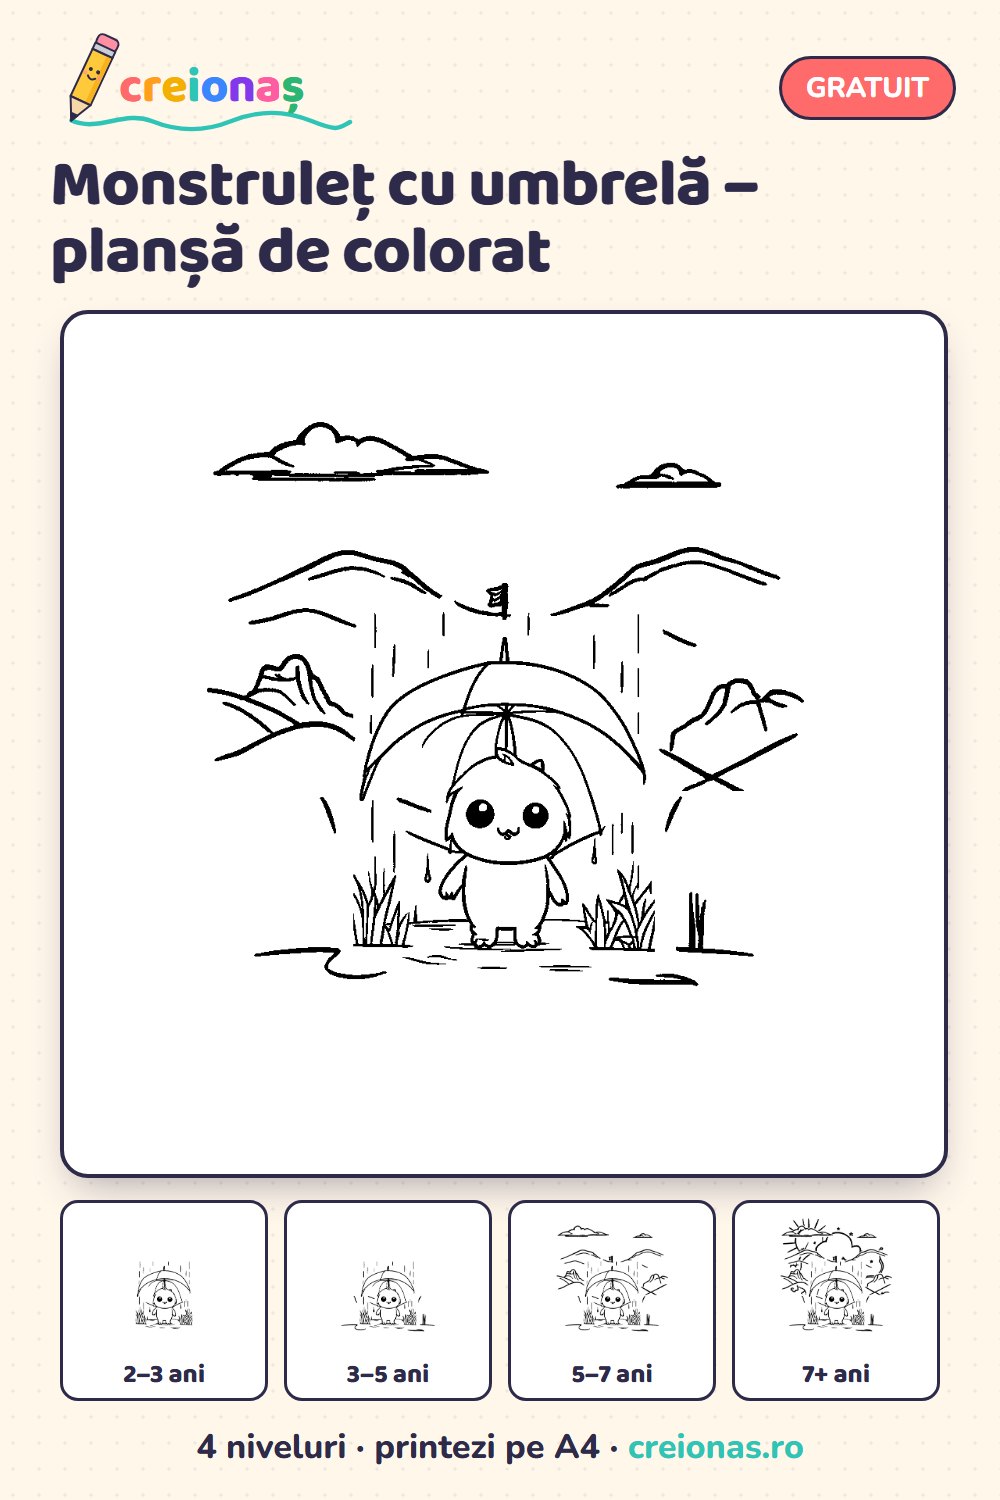 creionaș
GRATUIT
Monstruleț cu umbrelă –
planșă de colorat
2–3 ani
3–5 ani
5–7 ani
7+ ani
4 niveluri · printezi pe A4 · creionas.ro